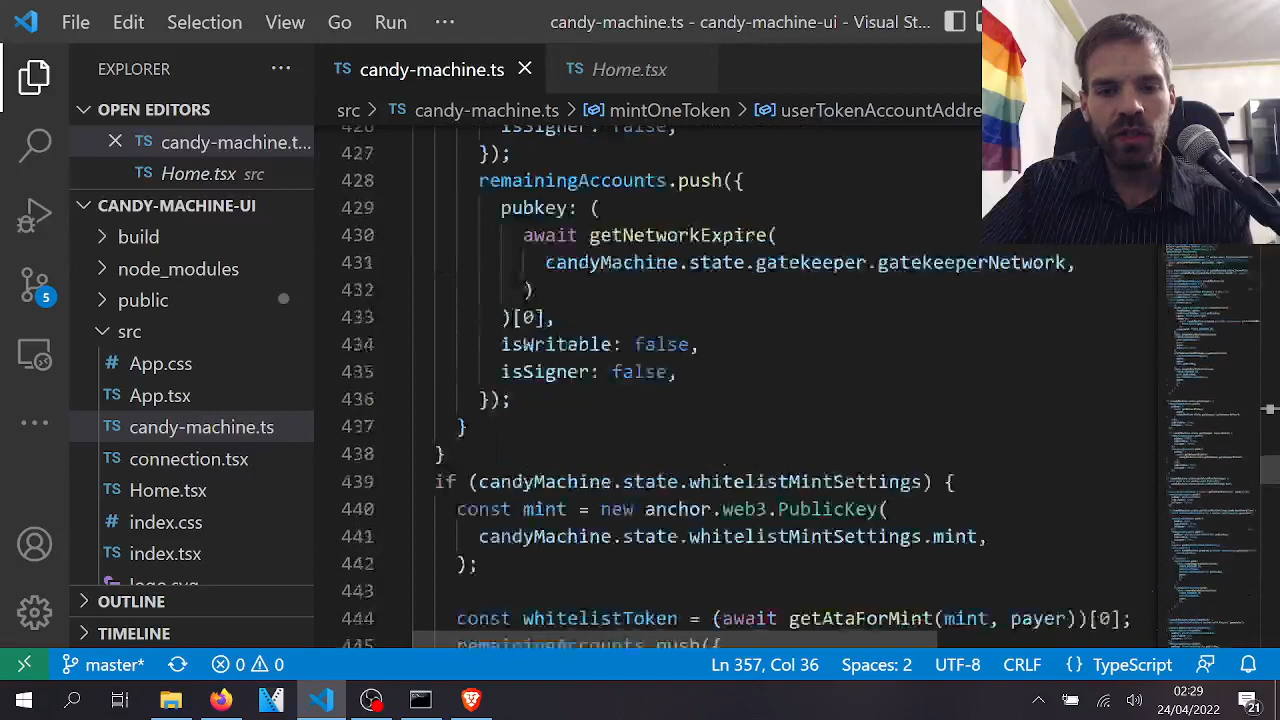 File Edit Selection View Go Run ··· candy-machine.ts - candy-machine-ui - Visual St...
EXPLORER
OPEN EDITORS
candy-machine.t...
Home.tsx src
CANDY-MACHINE-UI
build
node_modules
public
src
App.css
App.tsx
candy-machine.ts
connection.tsx
Home.tsx
index.css
index.tsx
OUTLINE
TIMELINE
5
candy-machine.ts
Home.tsx
src > candy-machine.ts > mintOneToken > userTokenAccountAddre
426 isSigner: false,
427 });
428 remainingAccounts.push({
429 pubkey: (
430 await getNetworkExpire(
431 candyMachine.state.gatekeeper.gatekeeperNetwork,
432 )
433 )[0],
434 isWritable: false,
435 isSigner: false,
436 });
437 }
438 }
439 if (candyMachine.state.whitelistMintSettings) {
440 const mint = new anchor.web3.PublicKey(
441 candyMachine.state.whitelistMintSettings.mint,
442 );
443
444 const whitelistToken = (await getAtaForMint(mint, payer))[0];
master 0 0 Ln 357, Col 36 Spaces: 2 UTF-8 CRLF {} TypeScript
02:29
24/04/2022
21